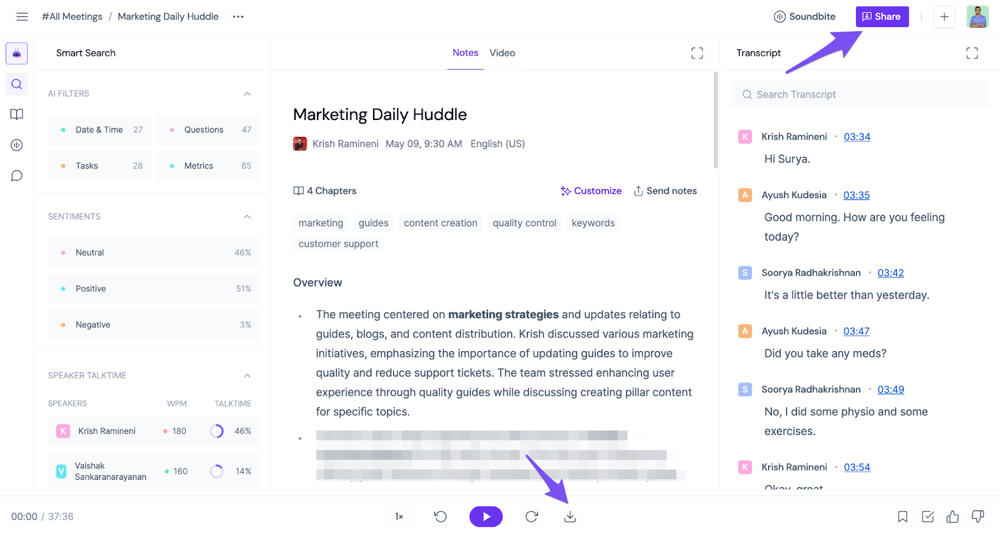 #All Meetings / Marketing Daily Huddle ...
Soundbite
Share
Smart Search
Notes
Video
Transcript
AI FILTERS
Date & Time 27
Questions 47
Tasks 28
Metrics 65
SENTIMENTS
Neutral 46%
Positive 51%
Negative 3%
SPEAKER TALKTIME
SPEAKERS WPM TALKTIME
K Krish Ramineni 180 46%
V Vaishak
Sankaranarayanan 160 14%
Marketing Daily Huddle
Krish Ramineni May 09, 9:30 AM English (US)
4 Chapters
Customize
Send notes
marketing guides content creation quality control keywords
customer support
Overview
• The meeting centered on marketing strategies and updates relating to
guides, blogs, and content distribution. Krish discussed various marketing
initiatives, emphasizing the importance of updating guides to improve
quality and reduce support tickets. The team stressed enhancing user
experience through quality guides while discussing creating pillar content
for specific topics.
Search Transcript
K Krish Ramineni · 03:34
Hi Surya.
A Ayush Kudesia · 03:35
Good morning. How are you feeling
today?
S Soorya Radhakrishnan · 03:42
It's a little better than yesterday.
A Ayush Kudesia · 03:47
Did you take any meds?
S Soorya Radhakrishnan · 03:49
No, I did some physio and some
exercises.
K Krish Ramineni · 03:54
Okay, great
00:00 / 37:36
1×